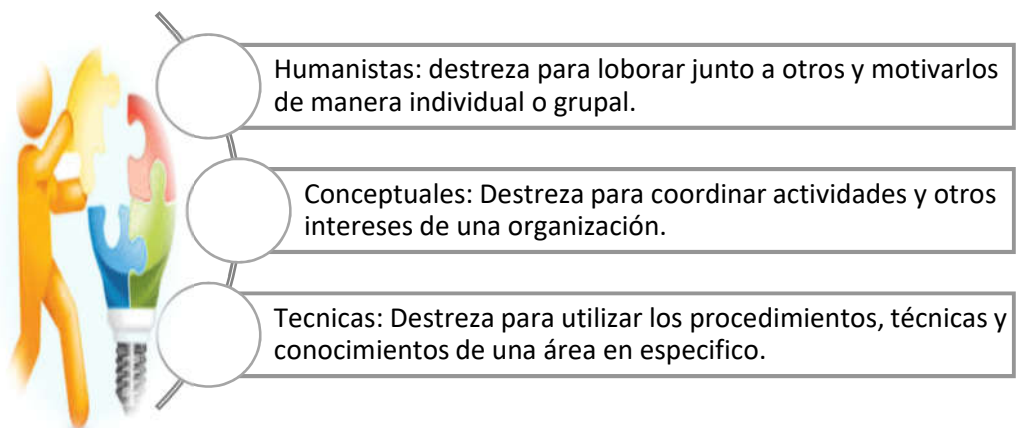 Humanistas: destreza para loborar junto a otros y motivarlos
de manera individual o grupal.
Conceptuales: Destreza para coordinar actividades y otros
intereses de una organización.
Tecnicas: Destreza para utilizar los procedimientos, técnicas y
conocimientos de una área en especifico.